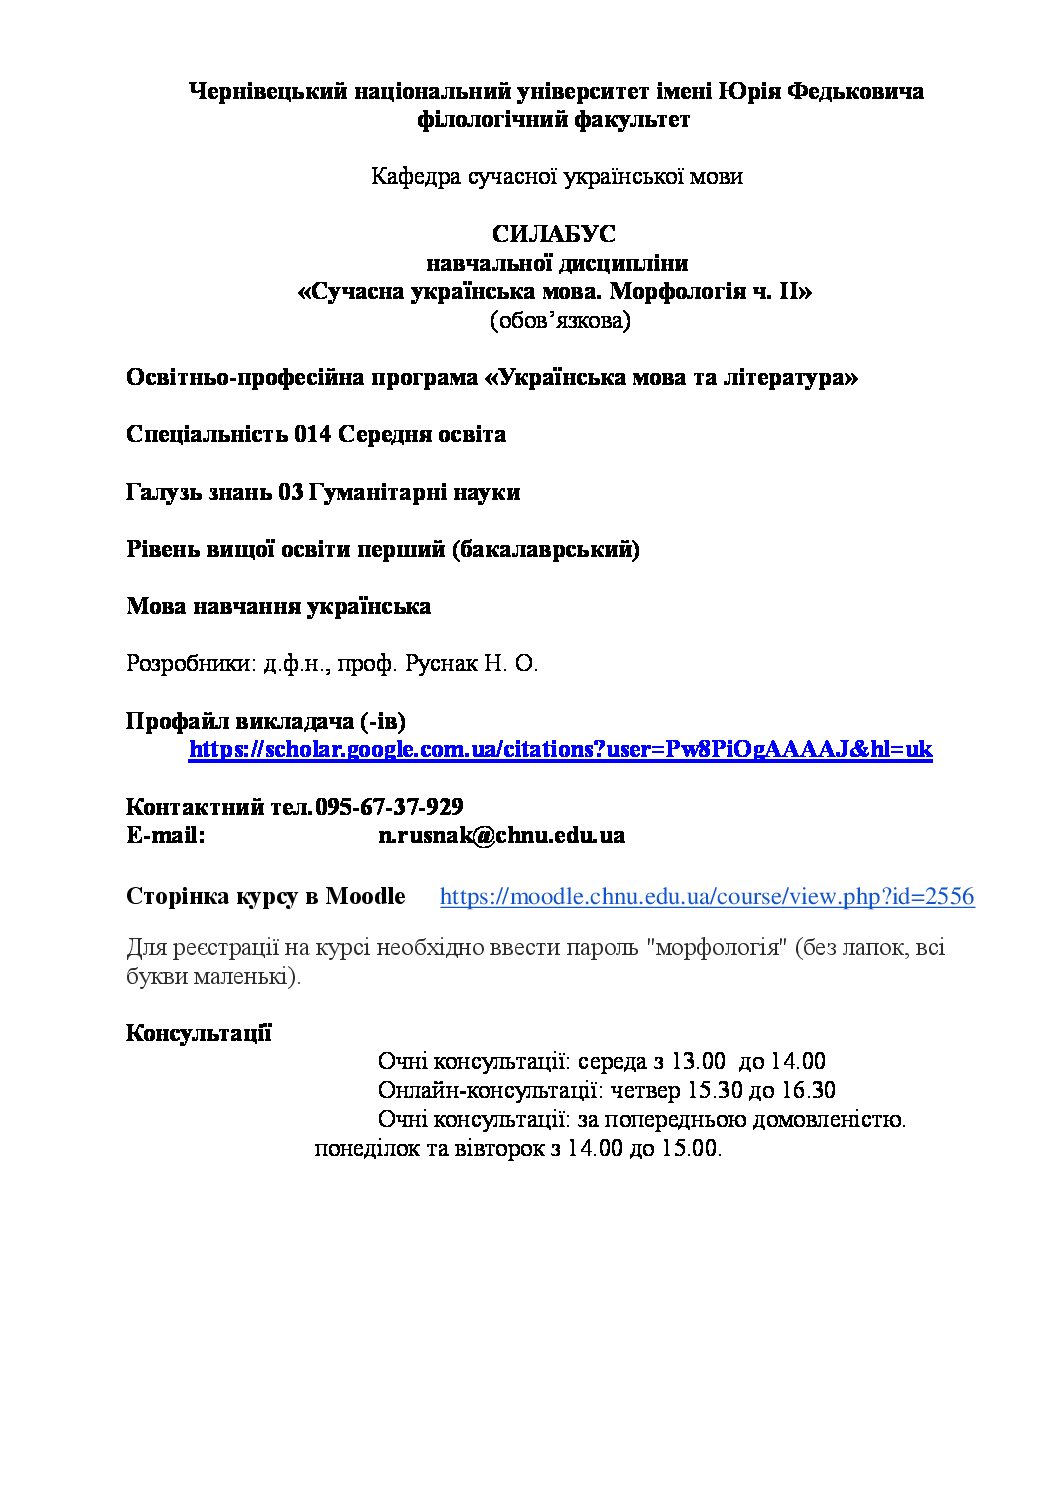 Чернівецький національний університет імені Юрія Федьковича
філологічний факультет
Кафедра сучасної української мови
СИЛАБУС
навчальної дисципліни
«Сучасна українська мова. Морфологія ч. ІІ»
(обов’язкова)
Освітньо-професійна програма «Українська мова та література»
Спеціальність 014 Середня освіта
Галузь знань 03 Гуманітарні науки
Рівень вищої освіти перший (бакалаврський)
Мова навчання українська
Розробники: д.ф.н., проф. Руснак Н. О.
Профайл викладача (-ів)
https://scholar.google.com.ua/citations?user=Pw8PiOgAAAAJ&hl=uk
Контактний тел.095-67-37-929
E-mail: n.rusnak@chnu.edu.ua
Сторінка курсу в Moodle https://moodle.chnu.edu.ua/course/view.php?id=2556
Для реєстрації на курсі необхідно ввести пароль "морфологія" (без лапок, всі
букви маленькі).
Консультації
Очні консультації: середа з 13.00 до 14.00
Онлайн-консультації: четвер 15.30 до 16.30
Очні консультації: за попередньою домовленістю.
понеділок та вівторок з 14.00 до 15.00.